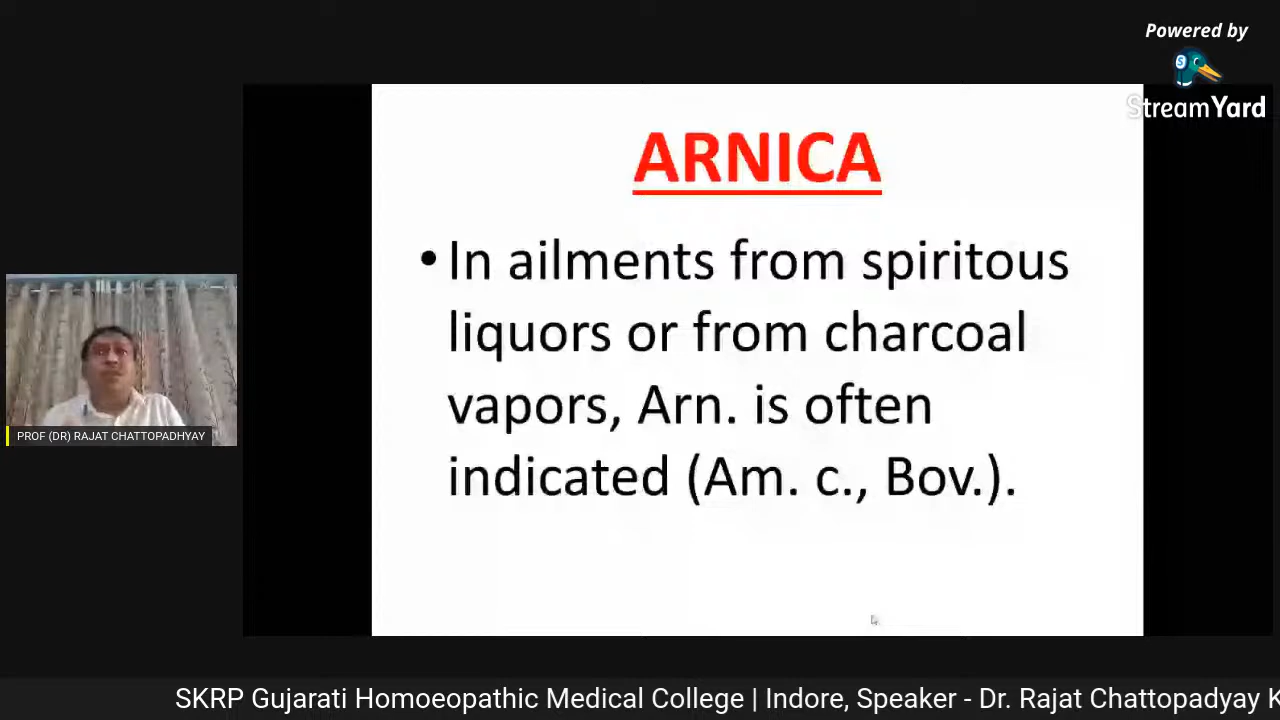 Powered by
StreamYard
ARNICA
• In ailments from spiritous
liquors or from charcoal
vapors, Arn. is often
indicated (Am. c., Bov.).
PROF (DR) RAJAT CHATTOPADHYAY
SKRP Gujarati Homoeopathic Medical College | Indore, Speaker - Dr. Rajat Chattopadyay K